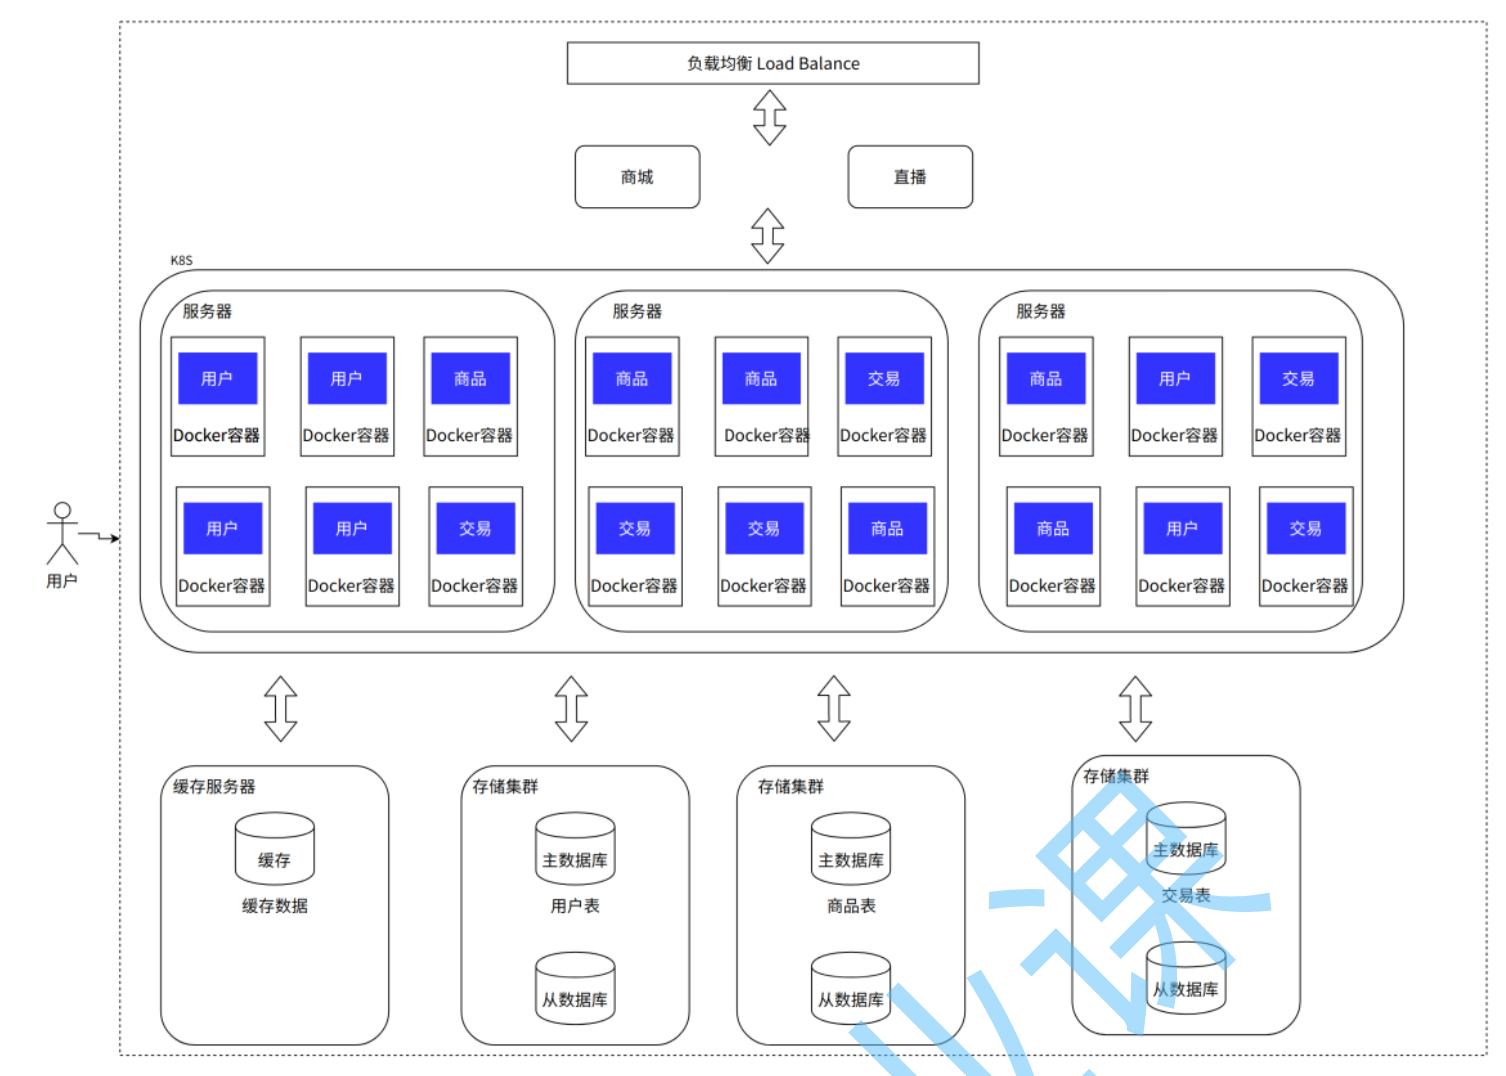 负载均衡 Load Balance
商城
直播
K8S
服务器
服务器
服务器
用户
用户
商品
商品
商品
交易
商品
用户
交易
Docker容器
Docker容器
Docker容器
Docker容器
Docker容器
Docker容器
Docker容器
Docker容器
Docker容器
用户
用户
交易
交易
交易
商品
商品
用户
交易
Docker容器
Docker容器
Docker容器
Docker容器
Docker容器
Docker容器
Docker容器
Docker容器
Docker容器
用户
缓存服务器
存储集群
存储集群
存储集群
缓存
主数据库
主数据库
主数据库
缓存数据
用户表
商品表
交易表
从数据库
从数据库
从数据库
业课